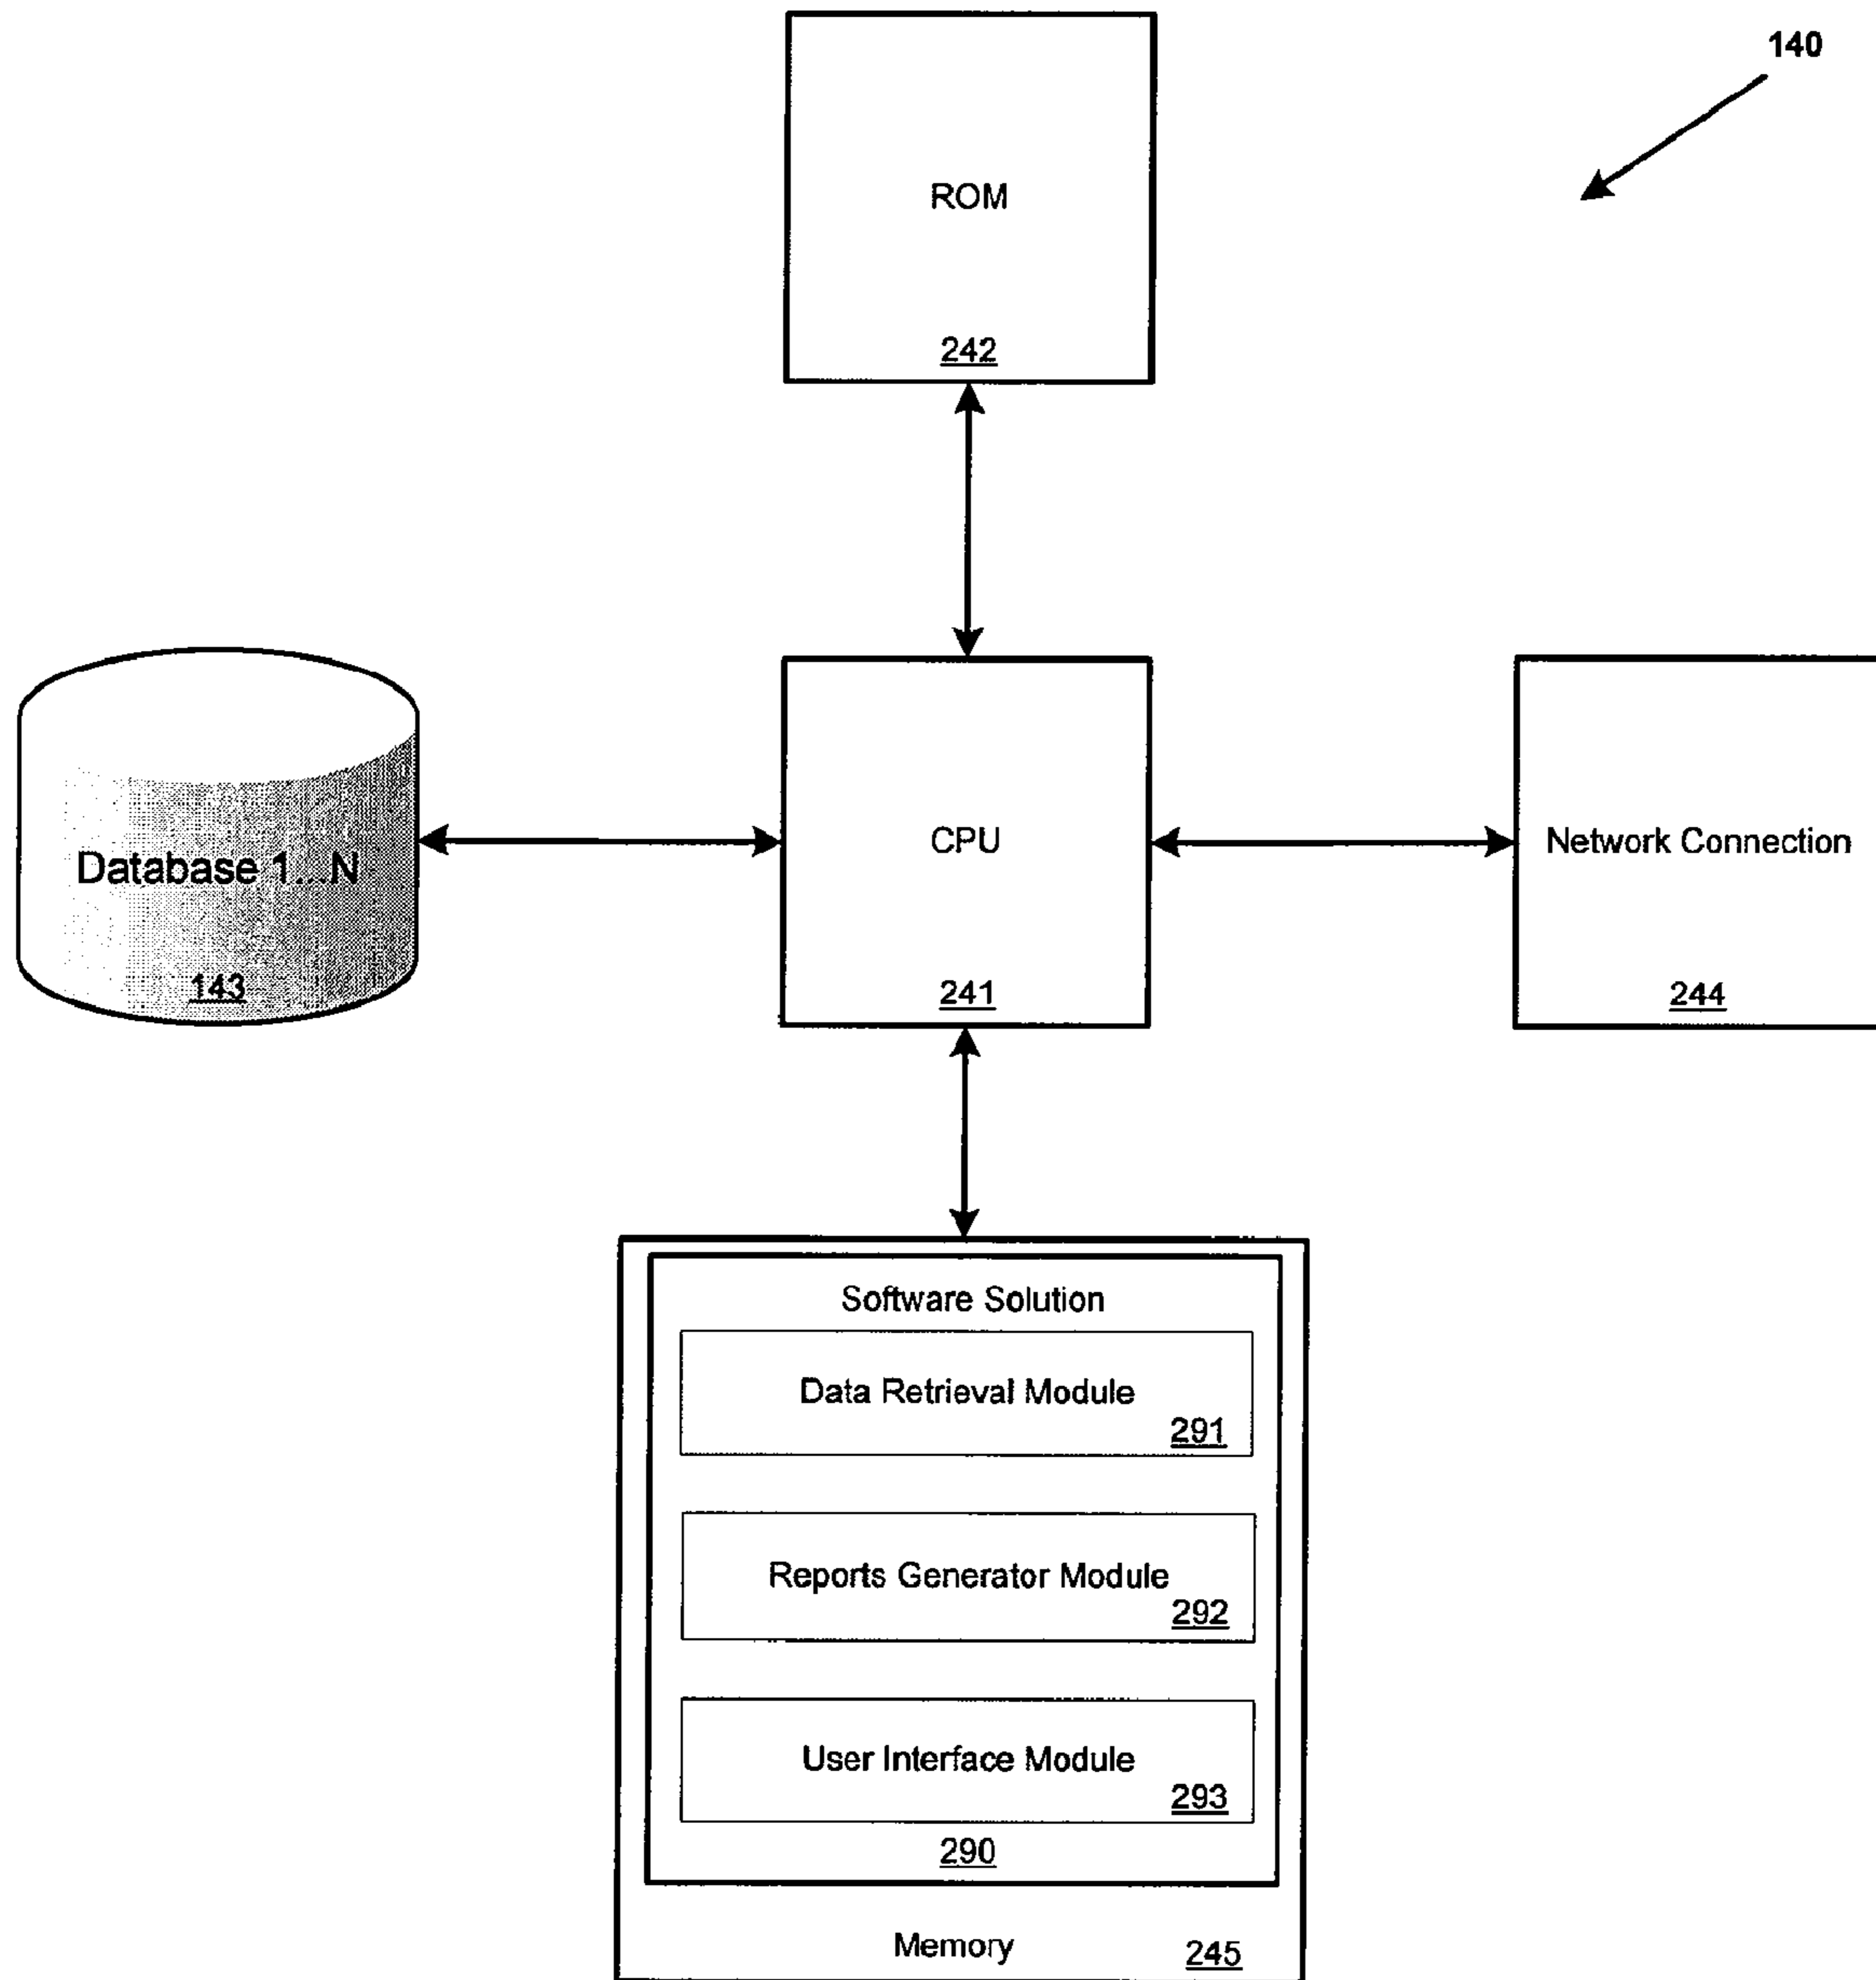 140
ROM
242
Database 1...N
143
CPU
241
Network Connection
244
Software Solution
Data Retrieval Module
291
Reports Generator Module
292
User Interface Module
293
290
Memory
245